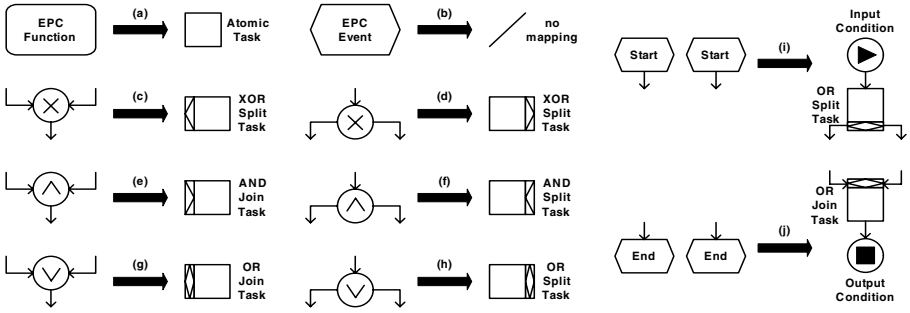 EPC
Function
(a)
Atomic
Task
EPC
Event
(b)
no
mapping
(c)
XOR
Split
Task
(d)
XOR
Split
Task
(e)
AND
Join
Task
(f)
AND
Split
Task
(g)
OR
Join
Task
(h)
OR
Split
Task
Start
Start
(i)
Input
Condition
OR
Split
Task
End
End
(j)
OR
Join
Task
Output
Condition